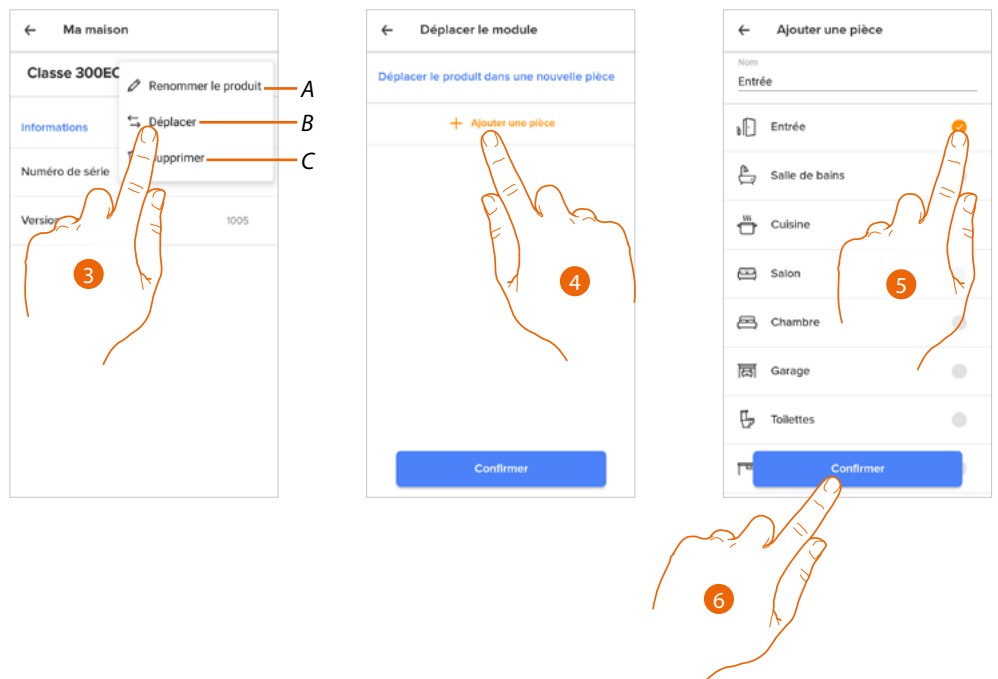 Ma maison
Classe 300EC
Renommer le produit
A
Déplacer
B
Supprimer
C
Informations
Numéro de série
Version
1005
3
Déplacer le module
Déplacer le produit dans une nouvelle pièce
Ajouter une pièce
4
Confirmer
Ajouter une pièce
Nom
Entrée
Entrée
Salle de bains
Cuisine
Salon
5
Chambre
Garage
Toilettes
Confirmer
6